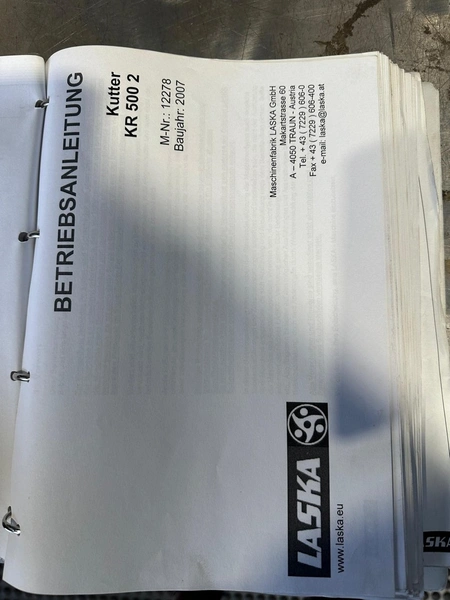 BETRIEBSANLEITUNG
Kutter
KR 500 2
M-Nr.: 12278
Baujahr: 2007
Maschinenfabrik LASKA GmbH
Makartstrasse 60
A – 4050 TRAUN - Austria
Tel. + 43 ( 7229 ) 606-0
Fax + 43 ( 7229 ) 606-400
e-mail: laska@laska.at
LASKA
www.laska.eu
SKA